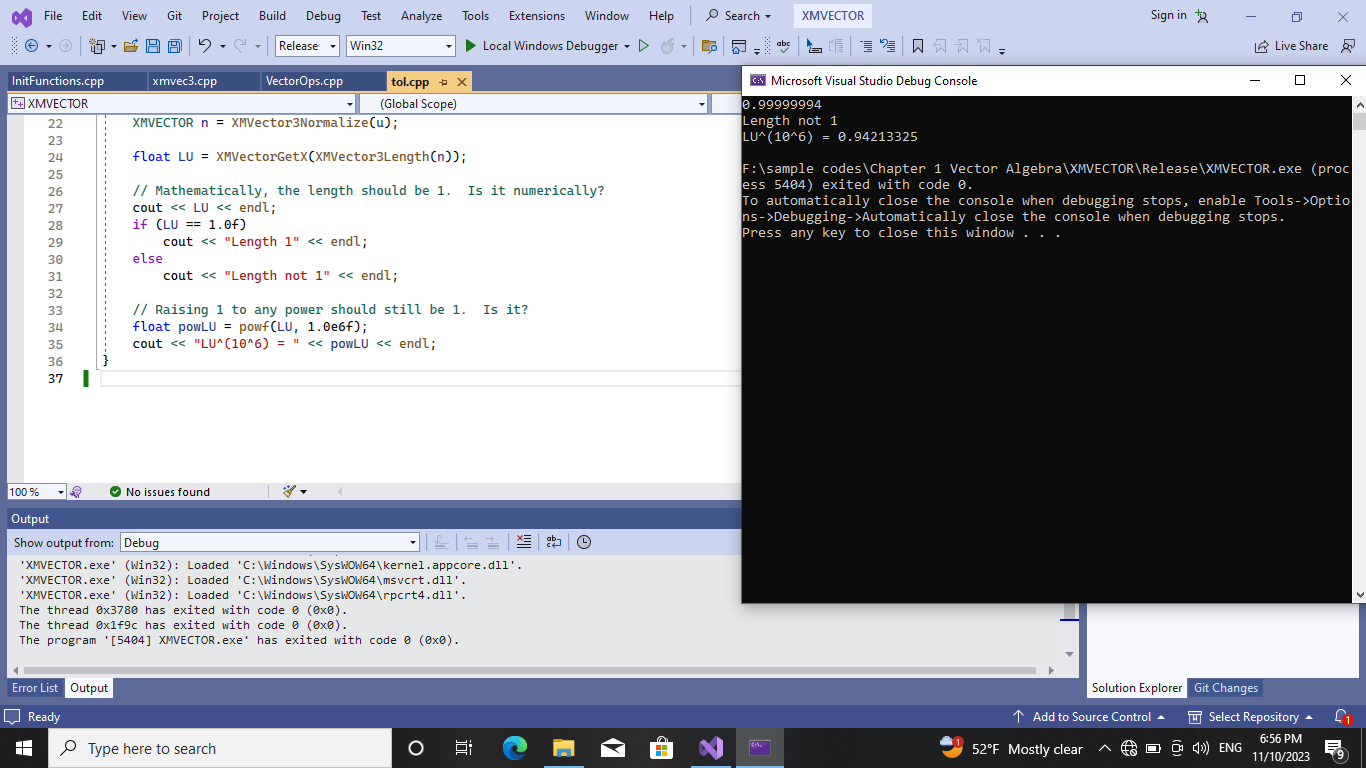 File Edit View Git Project Build Debug Test Analyze Tools Extensions Window Help Search XMVECTOR Sign in
Release Win32 Local Windows Debugger Live Share
InitFunctions.cpp xmvec3.cpp VectorOps.cpp tol.cpp
XMVECTOR (Global Scope)
22 XMVECTOR n = XMVector3Normalize(u);
23
24 float LU = XMVectorGetX(XMVector3Length(n));
25
26 // Mathematically, the length should be 1.  Is it numerically?
27 cout << LU << endl;
28 if (LU == 1.0f)
29 cout << "Length 1" << endl;
30 else
31 cout << "Length not 1" << endl;
32
33 // Raising 1 to any power should still be 1.  Is it?
34 float powLU = powf(LU, 1.0e6f);
35 cout << "LU^(10^6) = " << powLU << endl;
36 }
37
100 % No issues found
Microsoft Visual Studio Debug Console
0.99999994
Length not 1
LU^(10^6) = 0.94213325
F:\sample codes\Chapter 1 Vector Algebra\XMVECTOR\Release\XMVECTOR.exe (proc
ess 5404) exited with code 0.
To automatically close the console when debugging stops, enable Tools->Optio
ns->Debugging->Automatically close the console when debugging stops.
Press any key to close this window . . .
Output
Show output from: Debug
'XMVECTOR.exe' (Win32): Loaded 'C:\Windows\SysWOW64\kernel.appcore.dll'.
'XMVECTOR.exe' (Win32): Loaded 'C:\Windows\SysWOW64\msvcrt.dll'.
'XMVECTOR.exe' (Win32): Loaded 'C:\Windows\SysWOW64\rpcrt4.dll'.
The thread 0x3780 has exited with code 0 (0x0).
The thread 0x1f9c has exited with code 0 (0x0).
The program '[5404] XMVECTOR.exe' has exited with code 0 (0x0).
Error List Output
Solution Explorer Git Changes
Ready Add to Source Control Select Repository 1
Type here to search 1 52°F Mostly clear ENG 6:56 PM
11/10/2023 9